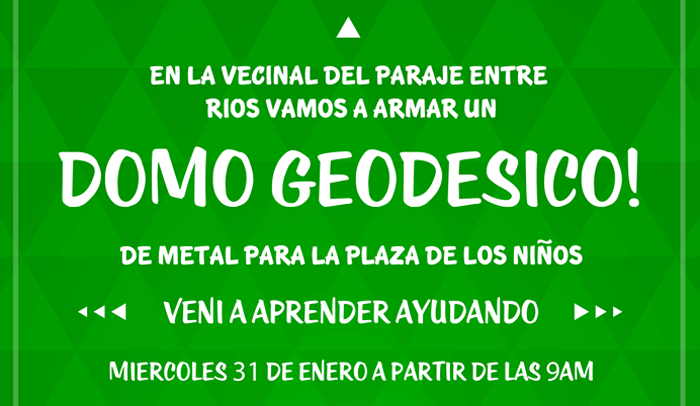 EN LA VECINAL DEL PARAJE ENTRE
RIOS VAMOS A ARMAR UN
DOMO GEODESICO!
DE METAL PARA LA PLAZA DE LOS NIÑOS
VENI A APRENDER AYUDANDO
MIERCOLES 31 DE ENERO A PARTIR DE LAS 9AM